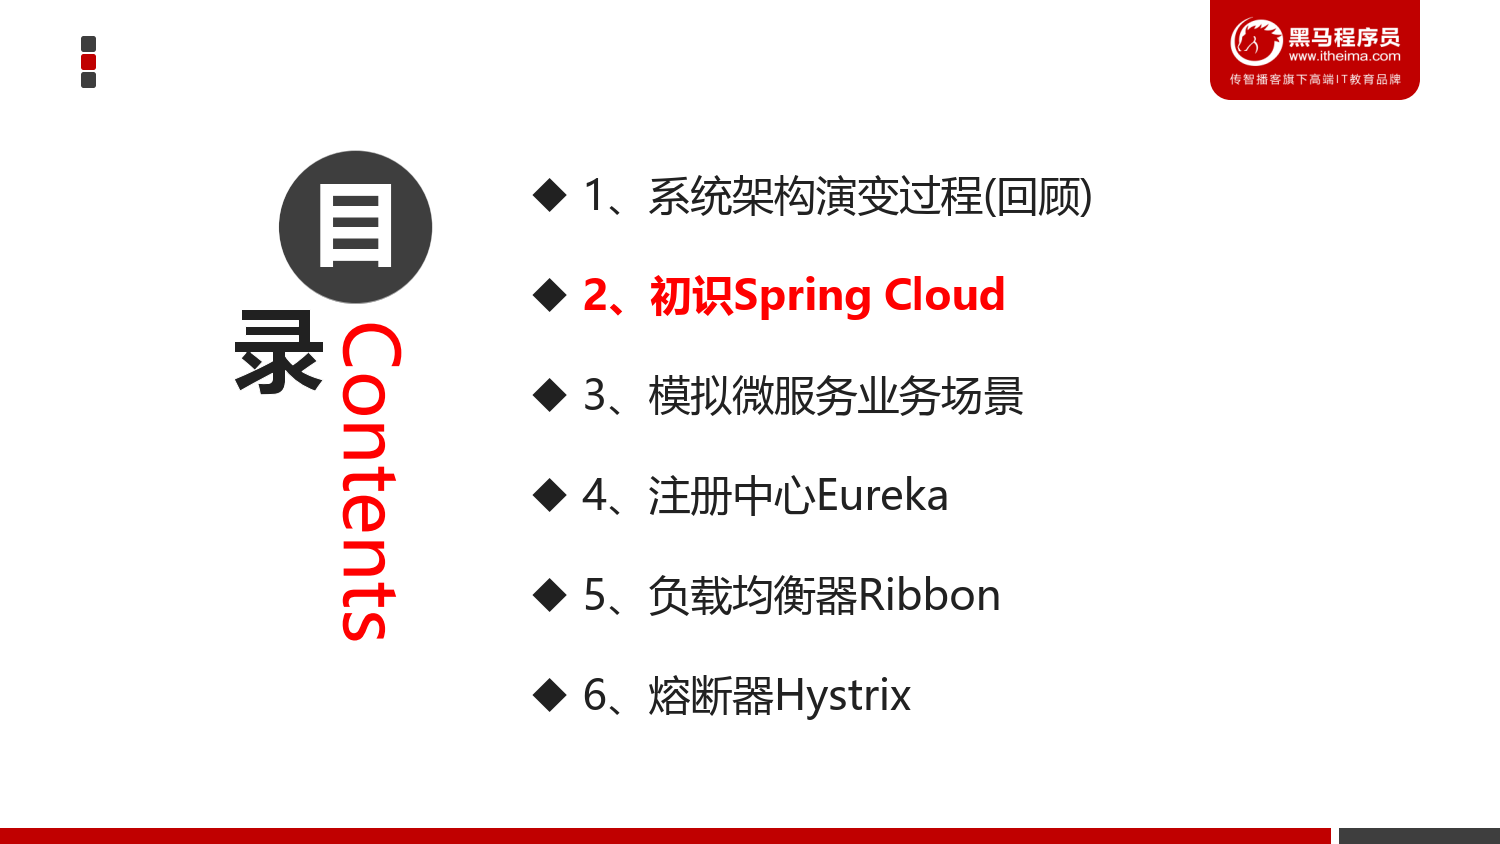 黑马程序员
www.itheima.com
传智播客旗下高端IT教育品牌
目
录
Contents
◆ 1、系统架构演变过程(回顾)
◆ 2、初识Spring Cloud
◆ 3、模拟微服务业务场景
◆ 4、注册中心Eureka
◆ 5、负载均衡器Ribbon
◆ 6、熔断器Hystrix